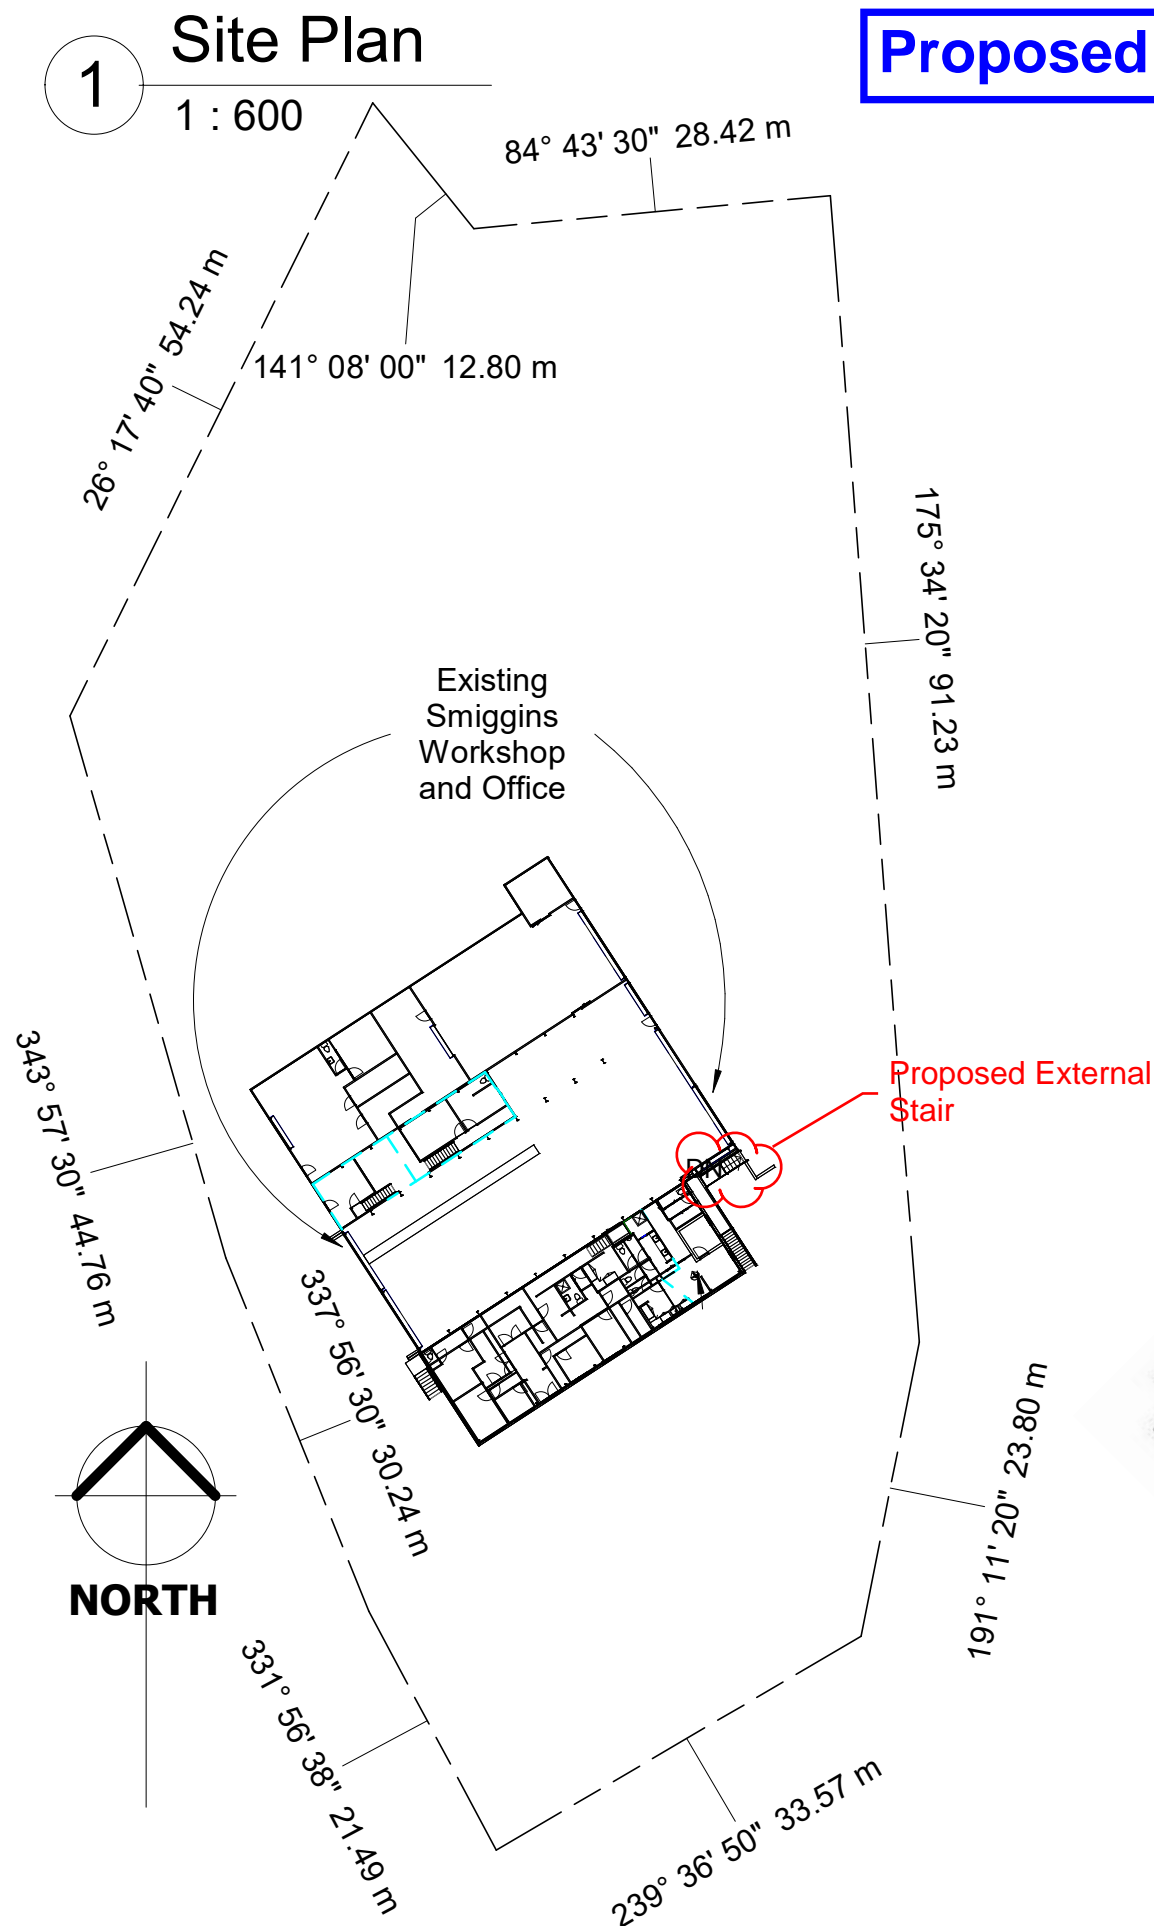 Site Plan
Proposed
1
1 : 600
84° 43' 30" 28.42 m
26° 17' 40" 54.24 m
141° 08' 00" 12.80 m
175° 34' 20" 91.23 m
Existing
Smiggins
Workshop
and Office
Proposed External
Stair
343° 57' 30" 44.76 m
337° 56' 30" 30.24 m
191° 11' 20" 23.80 m
NORTH
331° 56' 38" 21.49 m
239° 36' 50" 33.57 m